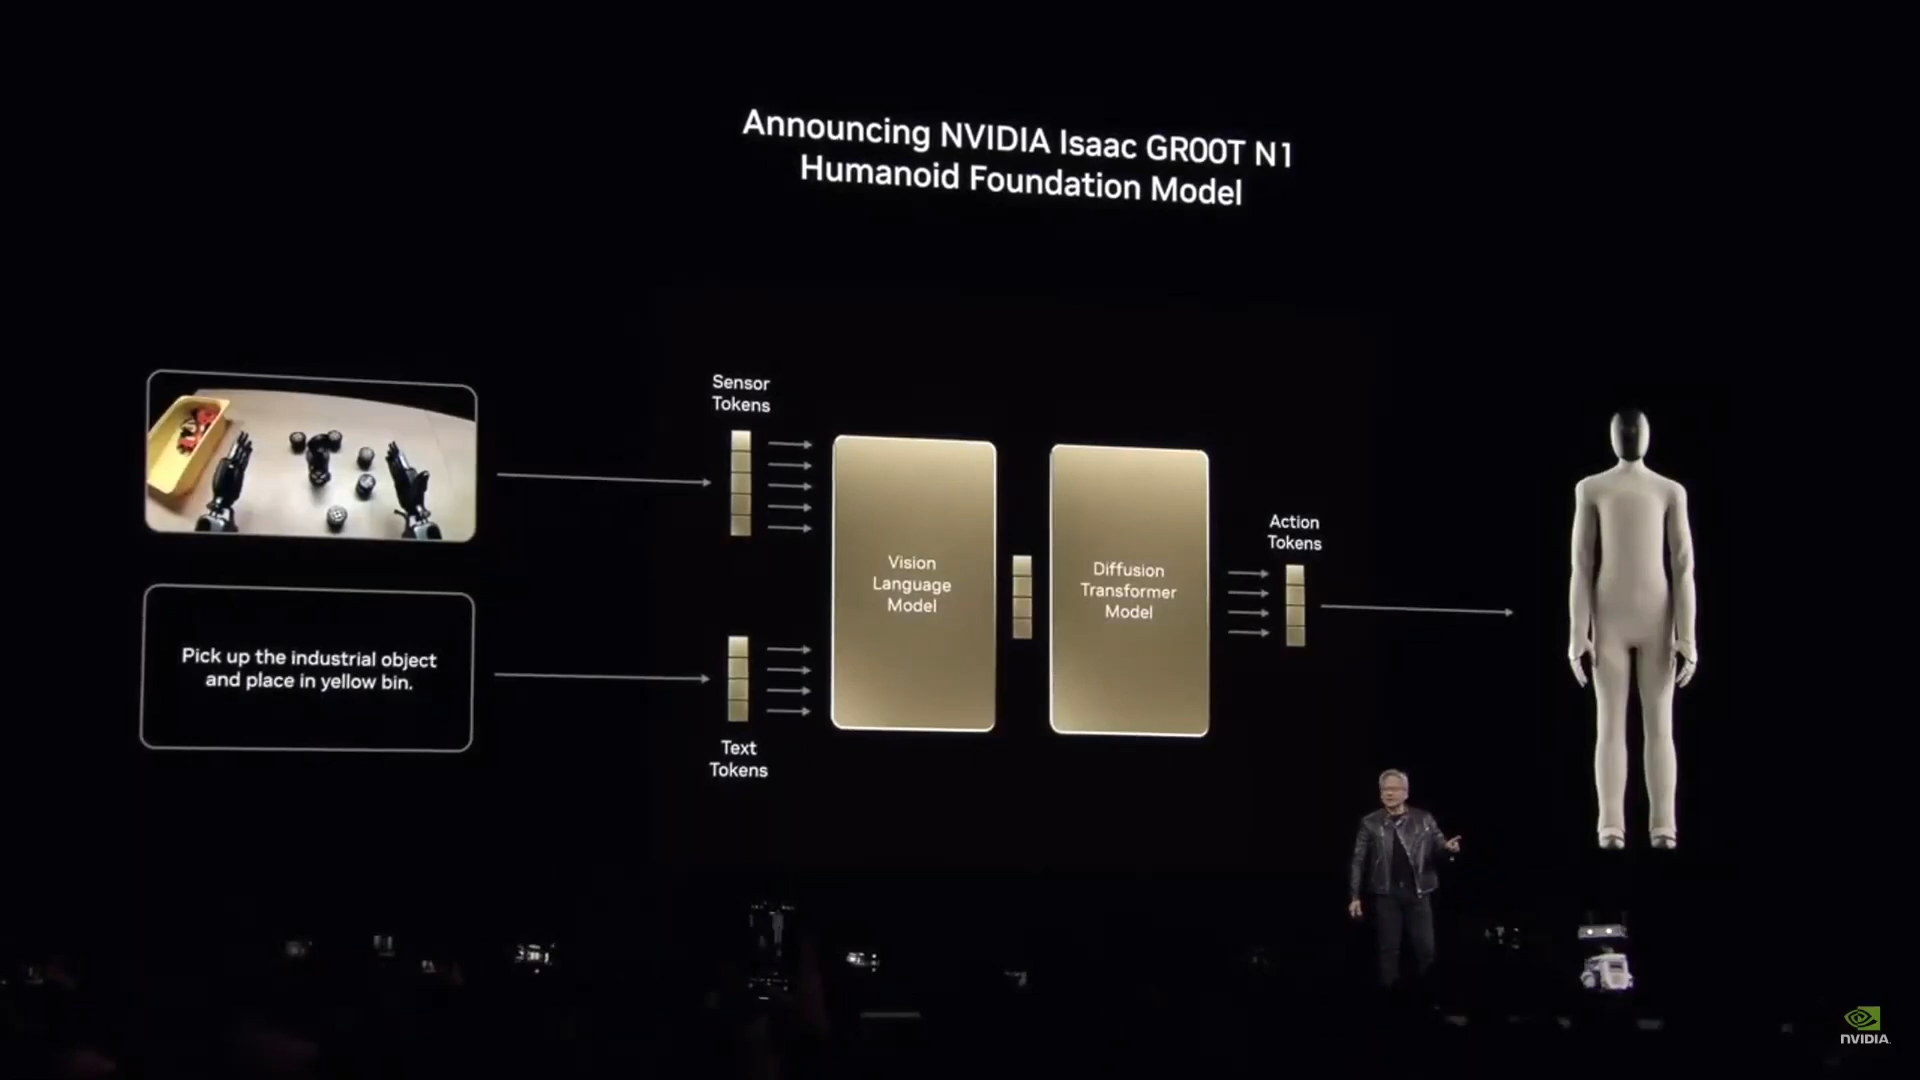 Announcing NVIDIA Isaac GR00T N1
Humanoid Foundation Model
Sensor
Tokens
Pick up the industrial object
and place in yellow bin.
Text
Tokens
Vision
Language
Model
Diffusion
Transformer
Model
Action
Tokens
NVIDIA.